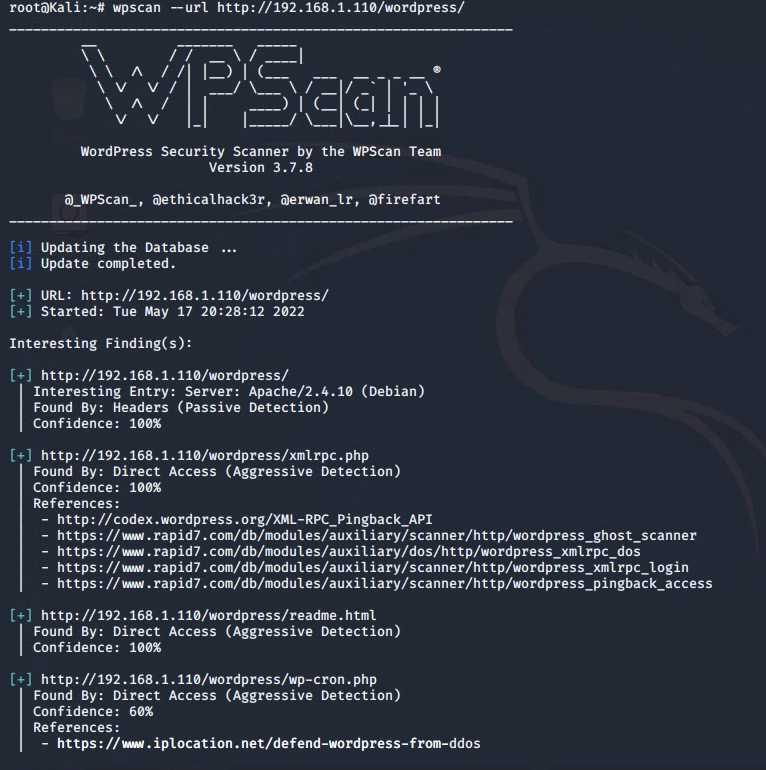 root@Kali:~# wpscan --url http://192.168.1.110/wordpress/
WPScan ®
WordPress Security Scanner by the WPScan Team
Version 3.7.8
@_WPScan_, @ethicalhack3r, @erwan_lr, @firefart
[i] Updating the Database ...
[i] Update completed.
[+] URL: http://192.168.1.110/wordpress/
[+] Started: Tue May 17 20:28:12 2022
Interesting Finding(s):
[+] http://192.168.1.110/wordpress/
| Interesting Entry: Server: Apache/2.4.10 (Debian)
| Found By: Headers (Passive Detection)
| Confidence: 100%
[+] http://192.168.1.110/wordpress/xmlrpc.php
| Found By: Direct Access (Aggressive Detection)
| Confidence: 100%
| References:
|  - http://codex.wordpress.org/XML-RPC_Pingback_API
|  - https://www.rapid7.com/db/modules/auxiliary/scanner/http/wordpress_ghost_scanner
|  - https://www.rapid7.com/db/modules/auxiliary/dos/http/wordpress_xmlrpc_dos
|  - https://www.rapid7.com/db/modules/auxiliary/scanner/http/wordpress_xmlrpc_login
|  - https://www.rapid7.com/db/modules/auxiliary/scanner/http/wordpress_pingback_access
[+] http://192.168.1.110/wordpress/readme.html
| Found By: Direct Access (Aggressive Detection)
| Confidence: 100%
[+] http://192.168.1.110/wordpress/wp-cron.php
| Found By: Direct Access (Aggressive Detection)
| Confidence: 60%
| References:
|  - https://www.iplocation.net/defend-wordpress-from-ddos